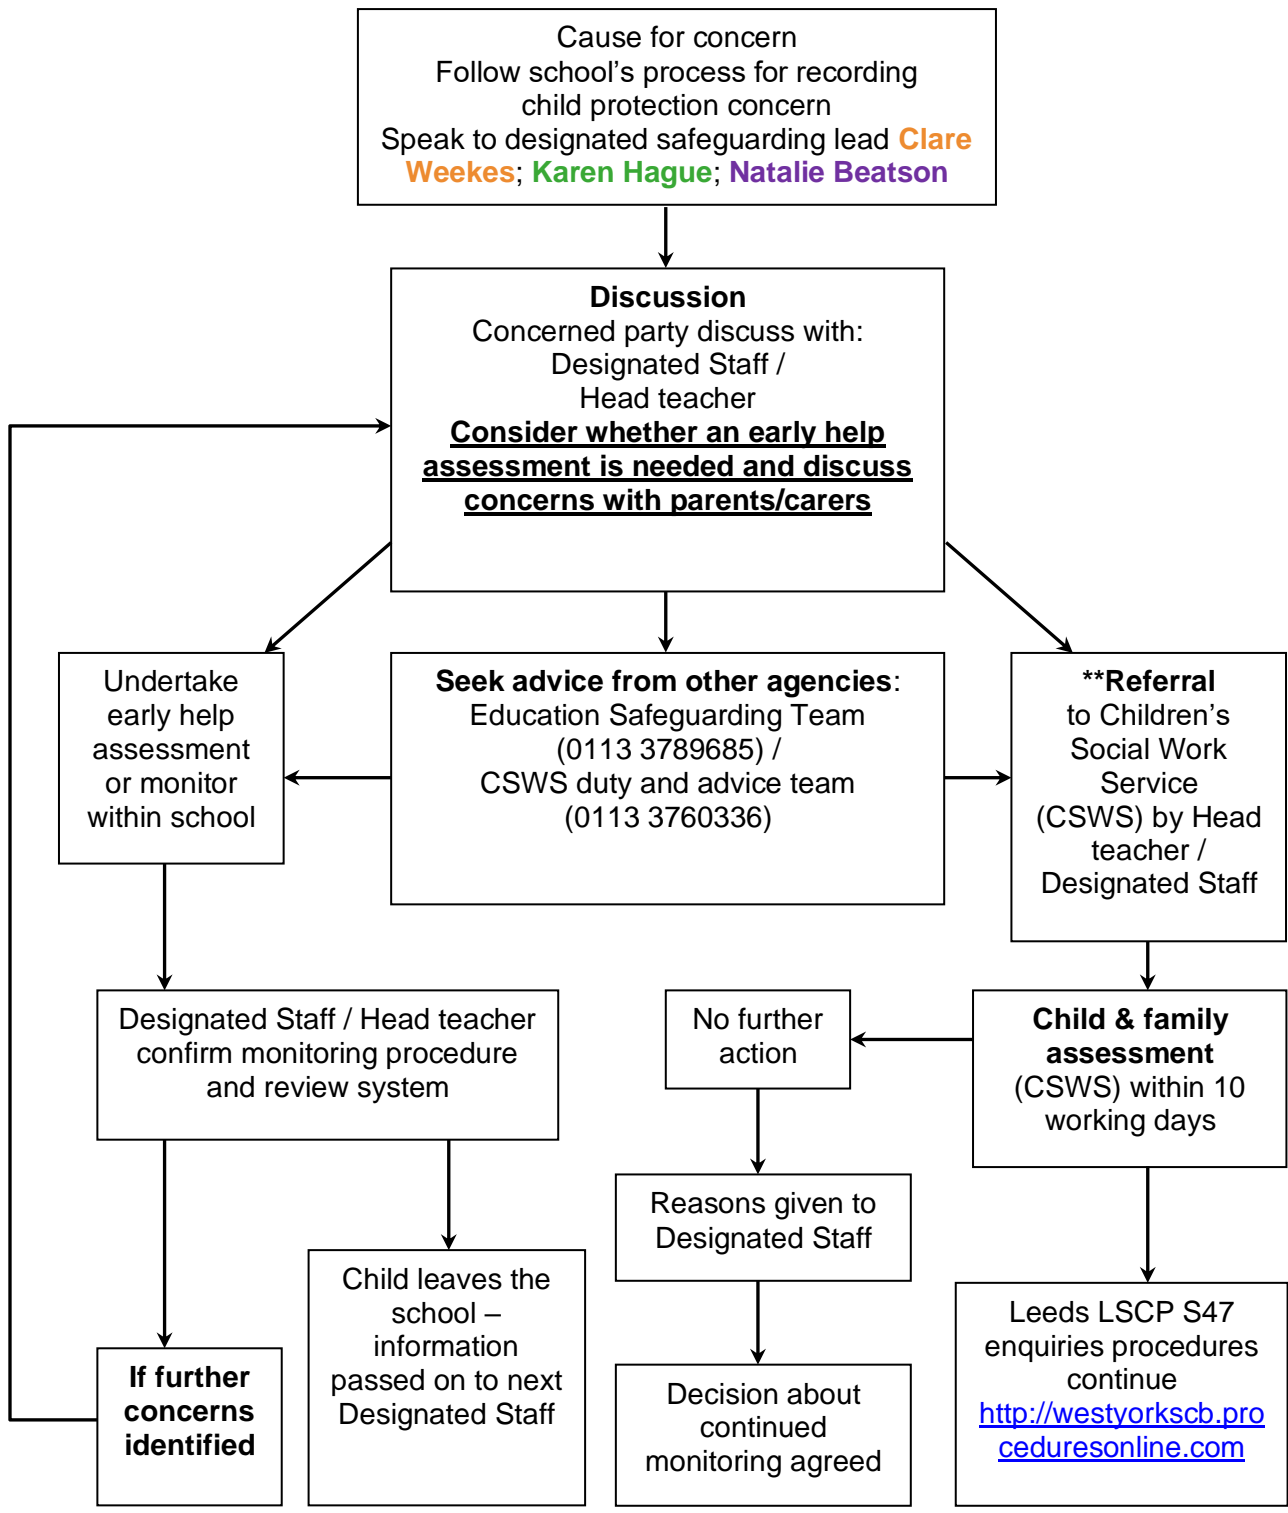 Cause for concern
Follow school’s process for recording
child protection concern
Speak to designated safeguarding lead Clare
Weekes; Karen Hague; Natalie Beatson
Discussion
Concerned party discuss with:
Designated Staff /
Head teacher
Consider whether an early help
assessment is needed and discuss
concerns with parents/carers
Undertake
early help
assessment
or monitor
within school
Seek advice from other agencies:
Education Safeguarding Team
(0113 3789685) /
CSWS duty and advice team
(0113 3760336)
**Referral
to Children’s
Social Work
Service
(CSWS) by Head
teacher /
Designated Staff
Designated Staff / Head teacher
confirm monitoring procedure
and review system
No further
action
Child & family
assessment
(CSWS) within 10
working days
Reasons given to
Designated Staff
Child leaves the
school –
information
passed on to next
Designated Staff
If further
concerns
identified
Decision about
continued
monitoring agreed
Leeds LSCP S47
enquiries procedures
continue
http://westyorkscb.pro
ceduresonline.com